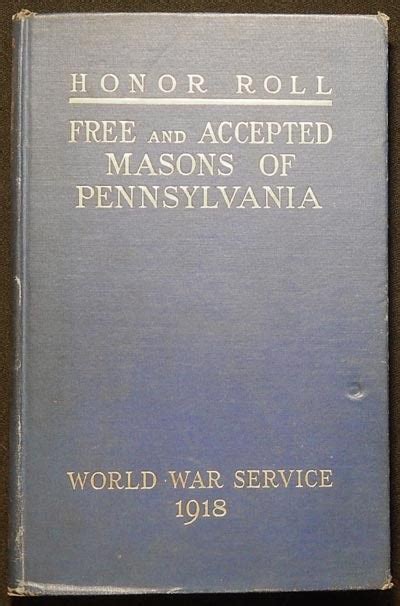 HONOR ROLL
FREE AND ACCEPTED
MASONS OF
PENNSYLVANIA
WORLD WAR SERVICE
1918